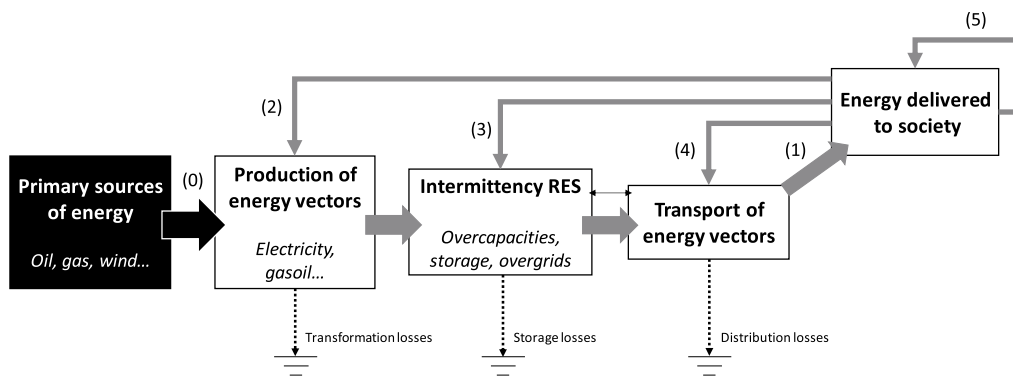 (5)
(2)
(3)
(4)
(1)
(0)
Energy delivered
to society
Primary sources
of energy
Oil, gas, wind...
Production of
energy vectors
Electricity,
gasoil...
Intermittency RES
Overcapacities,
storage, overgrids
Transport of
energy vectors
Transformation losses
Storage losses
Distribution losses